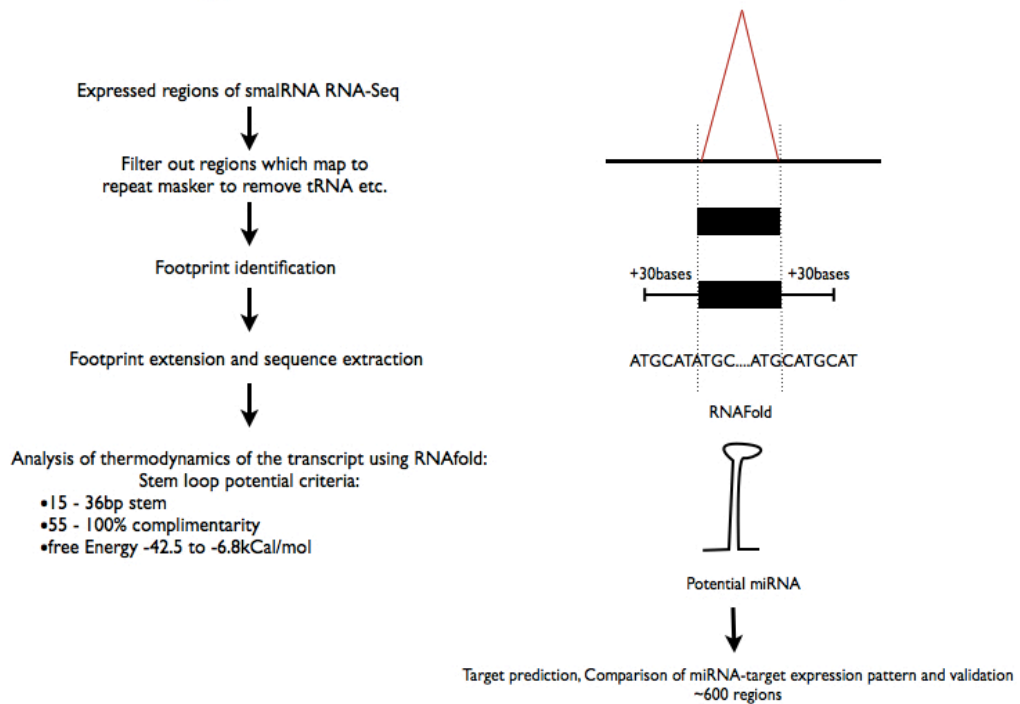 Expressed regions of smalRNA RNA-Seq
Filter out regions which map to
repeat masker to remove tRNA etc.
Footprint identification
Footprint extension and sequence extraction
Analysis of thermodynamics of the transcript using RNAfold:
Stem loop potential criteria:
•15 - 36bp stem
•55 - 100% complimentarity
•free Energy -42.5 to -6.8kCal/mol
+30bases
+30bases
ATGCATATGC....ATGCATGCAT
RNAFold
Potential miRNA
Target prediction, Comparison of miRNA-target expression pattern and validation
~600 regions